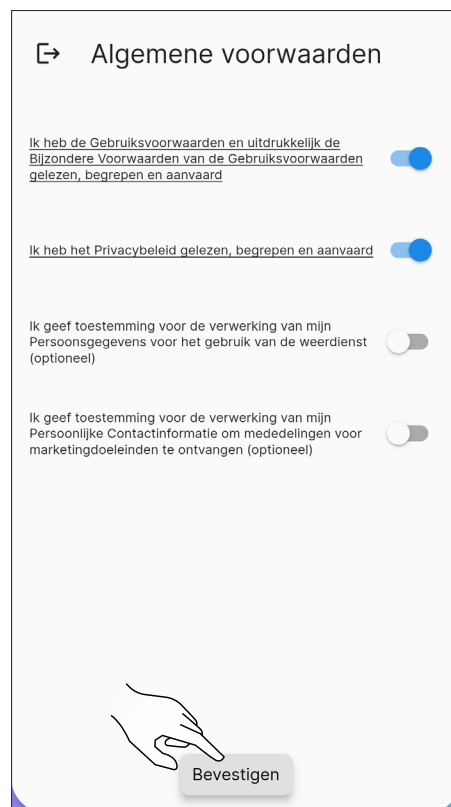 Algemene voorwaarden
Ik heb de Gebruiksvoorwaarden en uitdrukkelijk de
Bijzondere Voorwaarden van de Gebruiksvoorwaarden
gelezen, begrepen en aanvaard
Ik heb het Privacybeleid gelezen, begrepen en aanvaard
Ik geef toestemming voor de verwerking van mijn
Persoonsgegevens voor het gebruik van de weerdienst
(optioneel)
Ik geef toestemming voor de verwerking van mijn
Persoonlijke Contactinformatie om mededelingen voor
marketingdoeleinden te ontvangen (optioneel)
Bevestigen